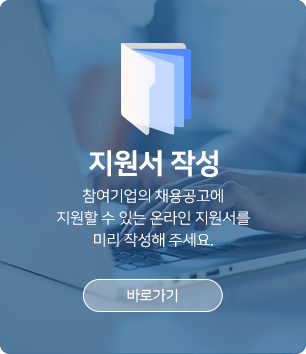 지원서 작성
참여기업의 채용공고에
지원할 수 있는 온라인 지원서를
미리 작성해 주세요.
바로가기